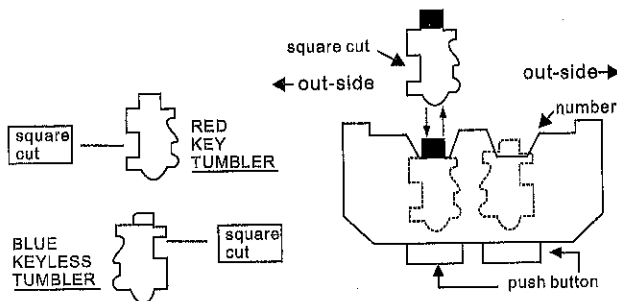 square cut
out-side
out-side
number
square
cut
RED
KEY
TUMBLER
BLUE
KEYLESS
TUMBLER
square
cut
push button